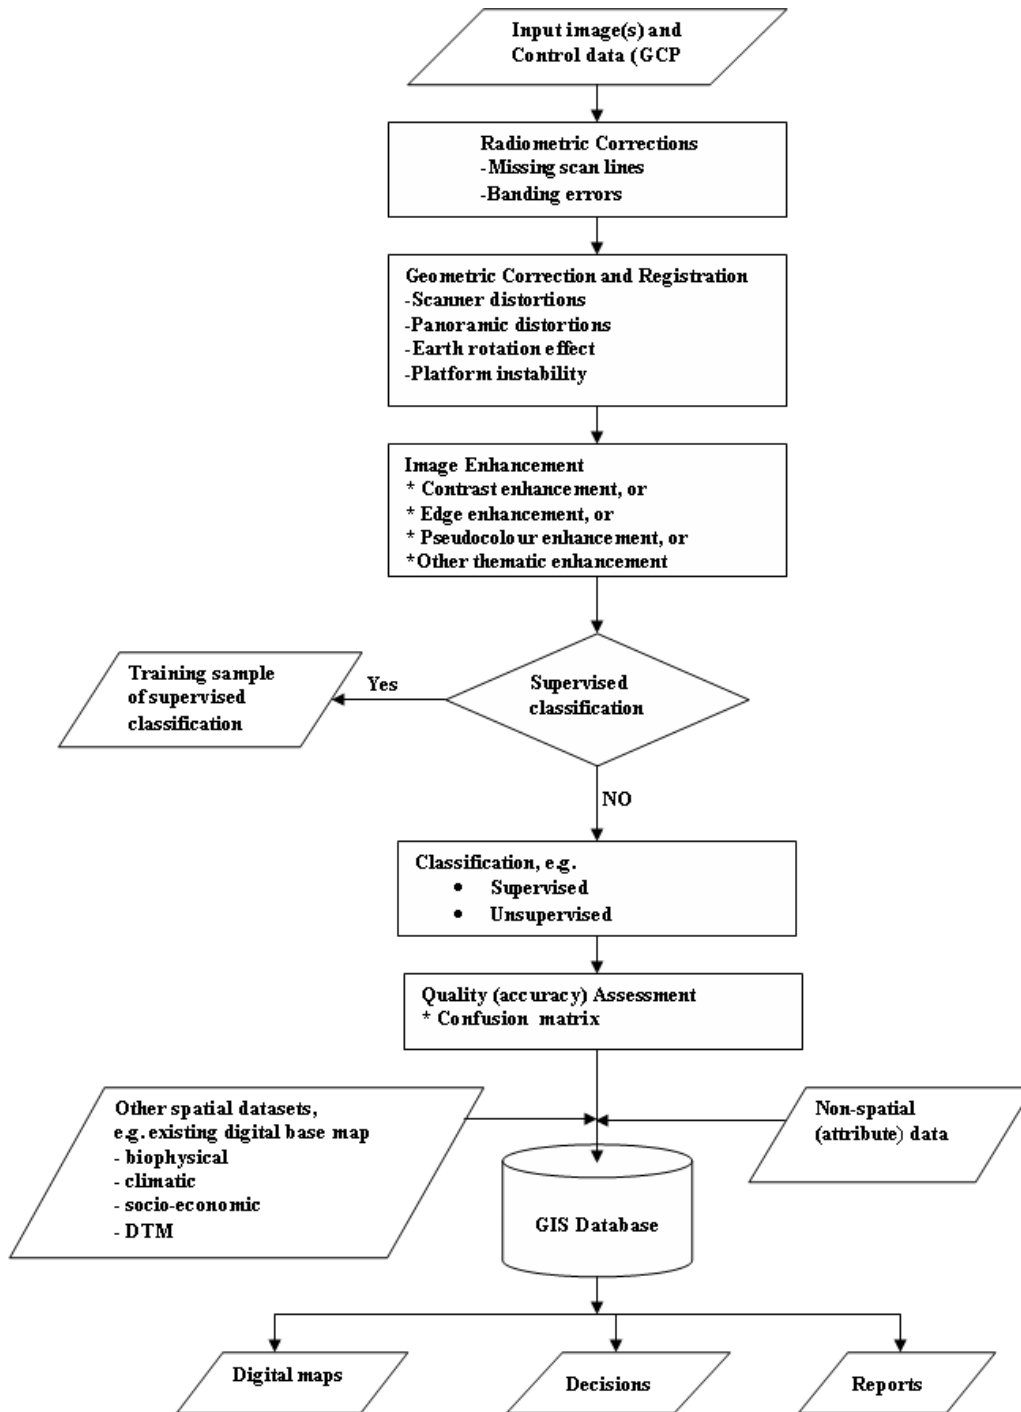 Input image(s) and
Control data (GCP
Radiometric Corrections
-Missing scan lines
-Banding errors
Geometric Correction and Registration
-Scanner distortions
-Panoramic distortions
-Earth rotation effect
-Platform instability
Image Enhancement
* Contrast enhancement, or
* Edge enhancement, or
* Pseudocolour enhancement, or
*Other thematic enhancement
Training sample
of supervised
classification
Yes
Supervised
classification
NO
Classification, e.g.
• Supervised
• Unsupervised
Quality (accuracy) Assessment
* Confusion matrix
Other spatial datasets,
e.g. existing digital base map
- biophysical
- climatic
- socio-economic
- DTM
Non-spatial
(attribute) data
GIS Database
Digital maps
Decisions
Reports